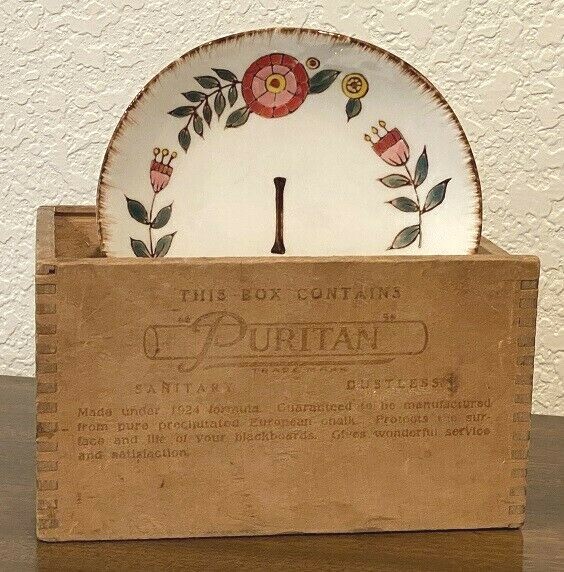 I
THIS BOX CONTAINS
PURITAN
TRADE MARK
SANITARY DUSTLESS
Made under 1924 formula. Guaranteed to be manufactured
from pure precipitated European chalk. Protects the sur-
face and life of your blackboards. Gives wonderful service
and satisfaction.